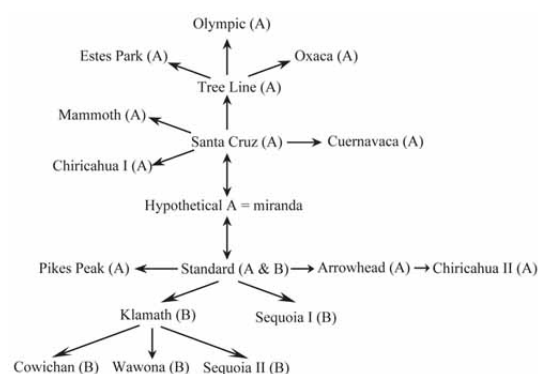 Olympic (A)
Estes Park (A)
Oxaca (A)
Tree Line (A)
Mammoth (A)
Santa Cruz (A)
Cuernavaca (A)
Chiricahua I (A)
Hypothetical A = miranda
Pikes Peak (A)
Standard (A & B)
Arrowhead (A)
Chiricahua II (A)
Klamath (B)
Sequoia I (B)
Cowichan (B)
Wawona (B)
Sequoia II (B)